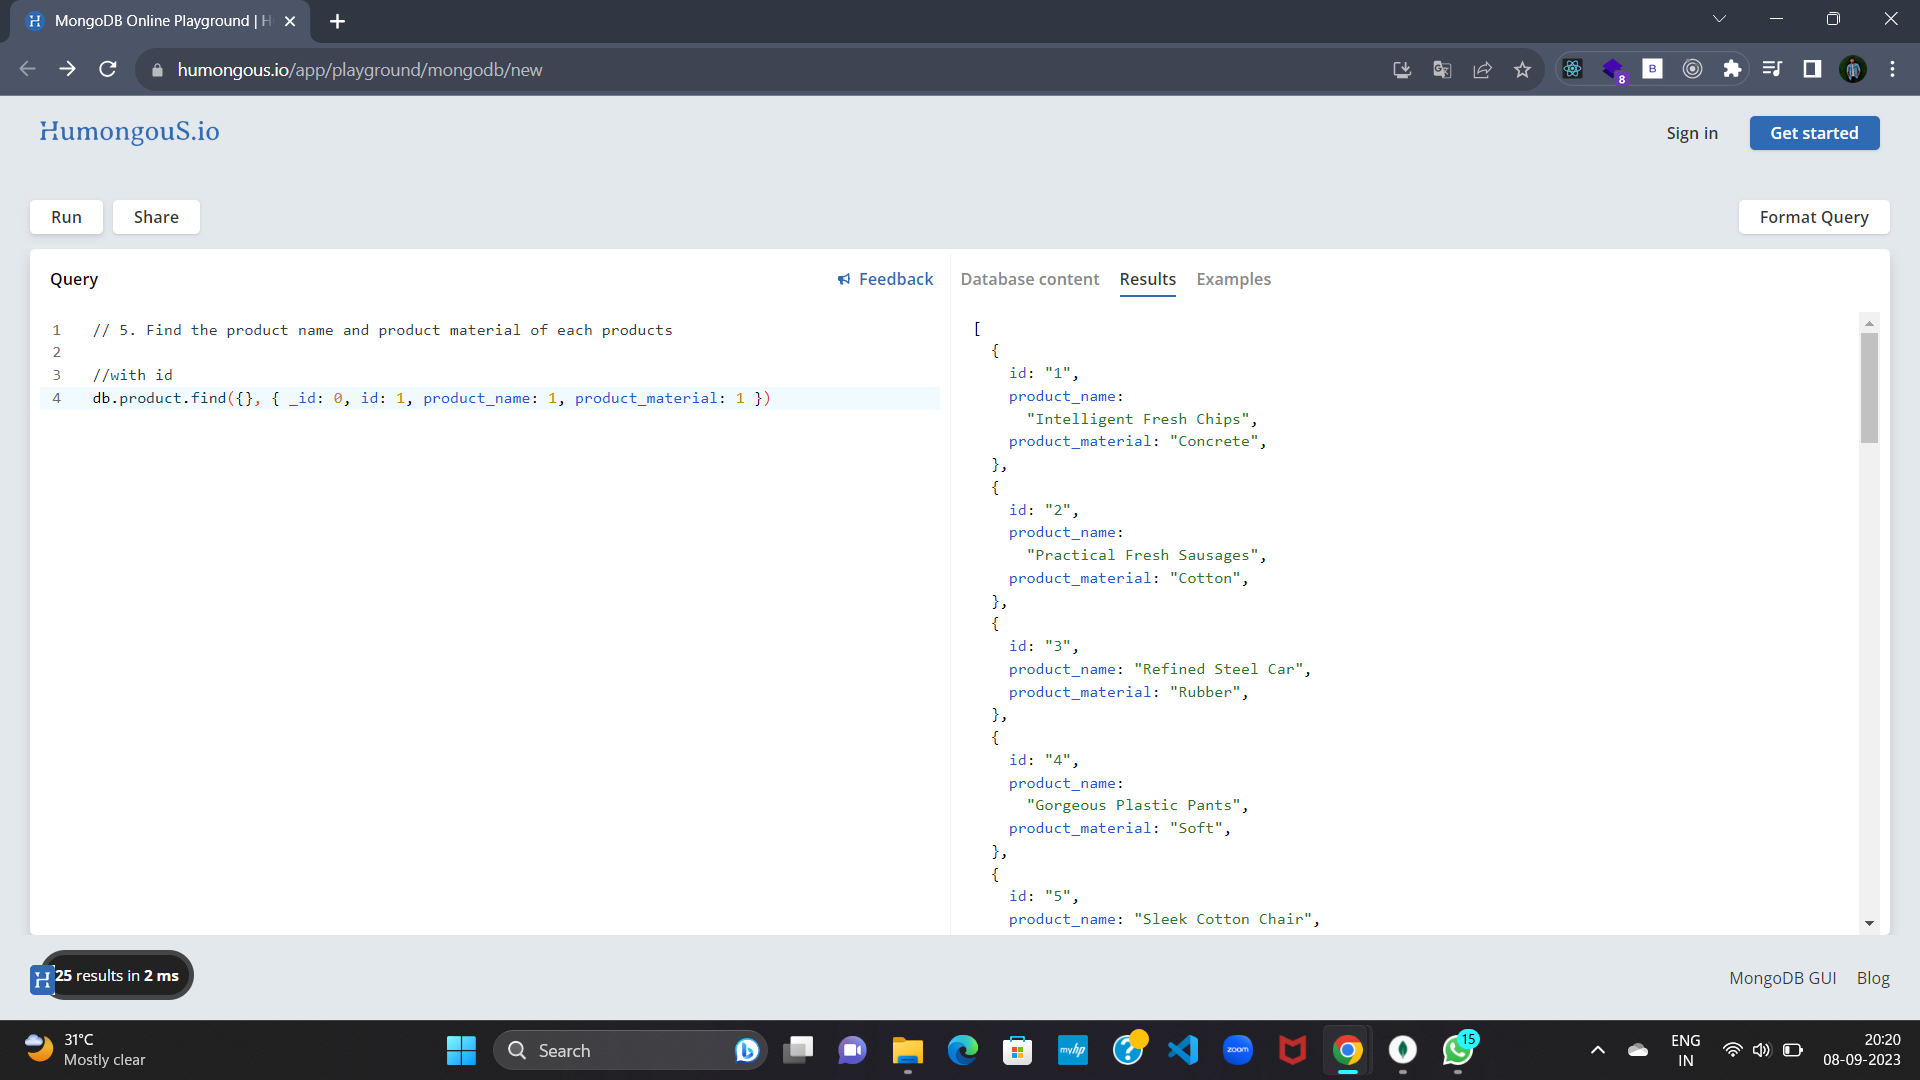 MongoDB Online Playground | H
humongous.io/app/playground/mongodb/new
8
B
HumongouS.io
Sign in
Get started
Run
Share
Format Query
Query
Feedback
Database content
Results
Examples
1 // 5. Find the product name and product material of each products
2
3 //with id
4 db.product.find({}, { _id: 0, id: 1, product_name: 1, product_material: 1 })
[
{
id: "1",
product_name:
"Intelligent Fresh Chips",
product_material: "Concrete",
},
{
id: "2",
product_name:
"Practical Fresh Sausages",
product_material: "Cotton",
},
{
id: "3",
product_name: "Refined Steel Car",
product_material: "Rubber",
},
{
id: "4",
product_name:
"Gorgeous Plastic Pants",
product_material: "Soft",
},
{
id: "5",
product_name: "Sleek Cotton Chair",
H
25 results in 2 ms
MongoDB GUI
Blog
31°C
Mostly clear
Search
myhp
?
zoom
15
ENG
IN
20:20
08-09-2023